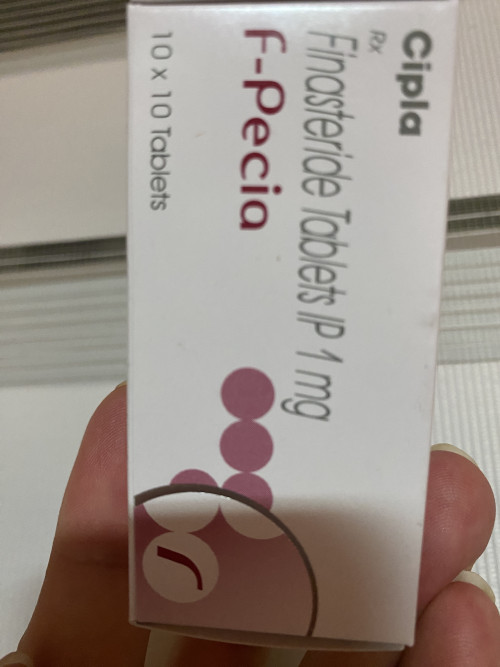 Cipla
Rx
Finasteride Tablets IP 1 mg
F-Pecia
10 x 10 Tablets